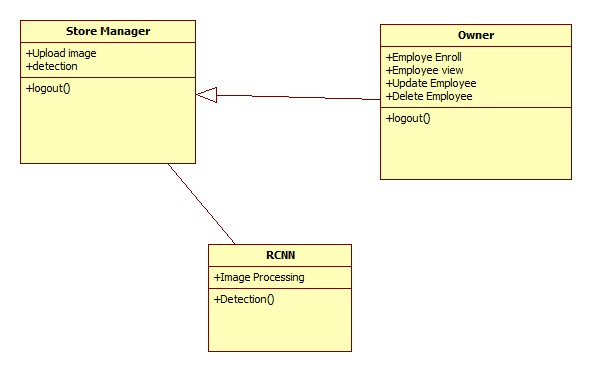 Store Manager
+Upload image
+detection
+logout()
Owner
+Employe Enroll
+Employee view
+Update Employee
+Delete Employee
+logout()
RCNN
+Image Processing
+Detection()